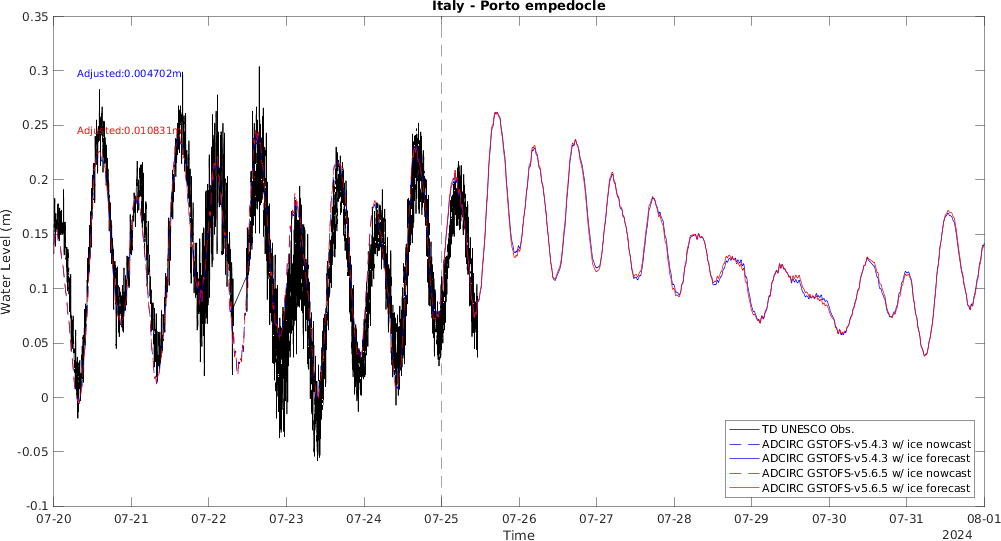 Italy - Porto empedocle
0.35
0.3
0.25
0.2
0.15
0.1
0.05
0
-0.05
-0.1
Water Level (m)
Adjusted:0.004702m
Adjusted:0.010831m
TD UNESCO Obs.
ADCIRC GSTOFS-v5.4.3 w/ ice nowcast
ADCIRC GSTOFS-v5.4.3 w/ ice forecast
ADCIRC GSTOFS-v5.6.5 w/ ice nowcast
ADCIRC GSTOFS-v5.6.5 w/ ice forecast
07-20 07-21 07-22 07-23 07-24 07-25 07-26 07-27 07-28 07-29 07-30 07-31 08-01
Time
2024